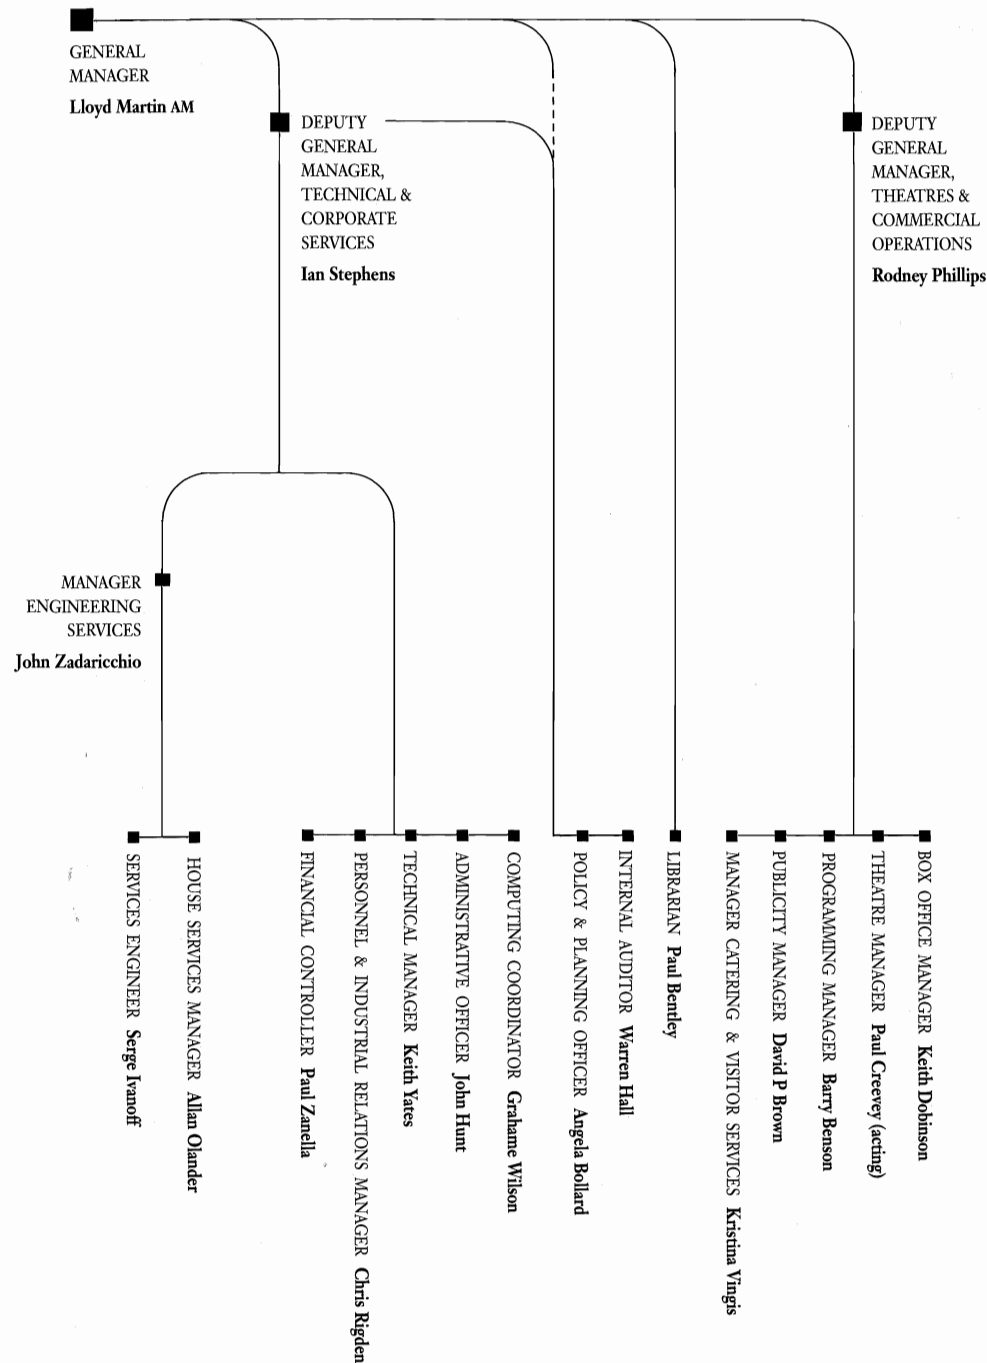 GENERAL
MANAGER
Lloyd Martin AM
DEPUTY
GENERAL
MANAGER,
TECHNICAL &
CORPORATE
SERVICES
Ian Stephens
DEPUTY
GENERAL
MANAGER,
THEATRES &
COMMERCIAL
OPERATIONS
Rodney Phillips
MANAGER
ENGINEERING
SERVICES
John Zadaricchio
SERVICES ENGINEER Serge Ivanoff
HOUSE SERVICES MANAGER Allan Olander
FINANCIAL CONTROLLER Paul Zanella
PERSONNEL & INDUSTRIAL RELATIONS MANAGER Chris Rigden
TECHNICAL MANAGER Keith Yates
ADMINISTRATIVE OFFICER John Hunt
COMPUTING COORDINATOR Grahame Wilson
POLICY & PLANNING OFFICER Angela Bollard
INTERNAL AUDITOR Warren Hall
LIBRARIAN Paul Bentley
MANAGER CATERING & VISITOR SERVICES Kristina Vingis
PUBLICITY MANAGER David P Brown
PROGRAMMING MANAGER Barry Benson
THEATRE MANAGER Paul Creevey (acting)
BOX OFFICE MANAGER Keith Dobinson